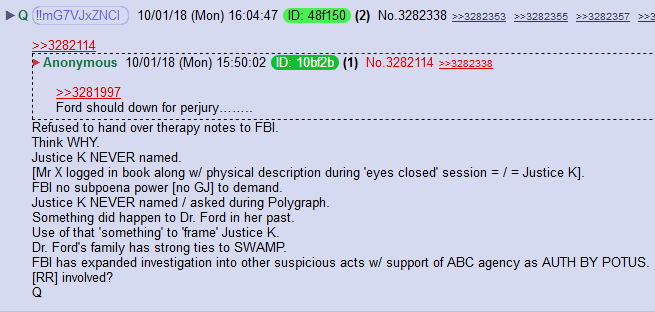 Q !!mG7VJxZNCI 10/01/18 (Mon) 16:04:47 ID: 48f150 (2) No.3282338 >>3282353 >>3282355 >>3282357
>>3282114
Anonymous 10/01/18 (Mon) 15:50:02 ID: 10bf2b (1) No.3282114 >>3282338
>>3281997
Ford should down for perjury........
Refused to hand over therapy notes to FBI.
Think WHY.
Justice K NEVER named.
[Mr X logged in book along w/ physical description during 'eyes closed' session = / = Justice K].
FBI no subpoena power [no GJ] to demand.
Justice K NEVER named / asked during Polygraph.
Something did happen to Dr. Ford in her past.
Use of that 'something' to 'frame' Justice K.
Dr. Ford's family has strong ties to SWAMP.
FBI has expanded investigation into other suspicious acts w/ support of ABC agency as AUTH BY POTUS.
[RR] involved?
Q